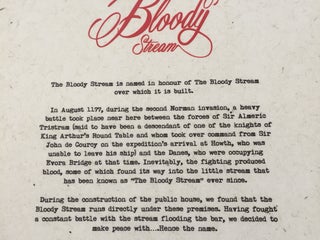 Bloody
Stream
The Bloody Stream is named in honour of The Bloody Stream
over which it is built.
In August 1197, during the second Norman invasion, a heavy
battle took place near here between the forces of Sir Almeric
Tristram (said to have been a descendant of one of the knights of
King Arthur's Round Table and whom took over command from Sir
John de Courcy on the expedition's arrival at Howth, who was
unable to leave his ship) and the Danes, who were occupying
Evora Bridge at that time. Inevitably, the fighting produced
blood, some of which found its way into the little stream that
has been known as "The Bloody Stream" ever since.
During the construction of the public house, we found that the
Bloody Stream runs directly under these premises. Having fought
a constant battle with the stream flooding the bar, we decided to
make peace with...Hence the name.